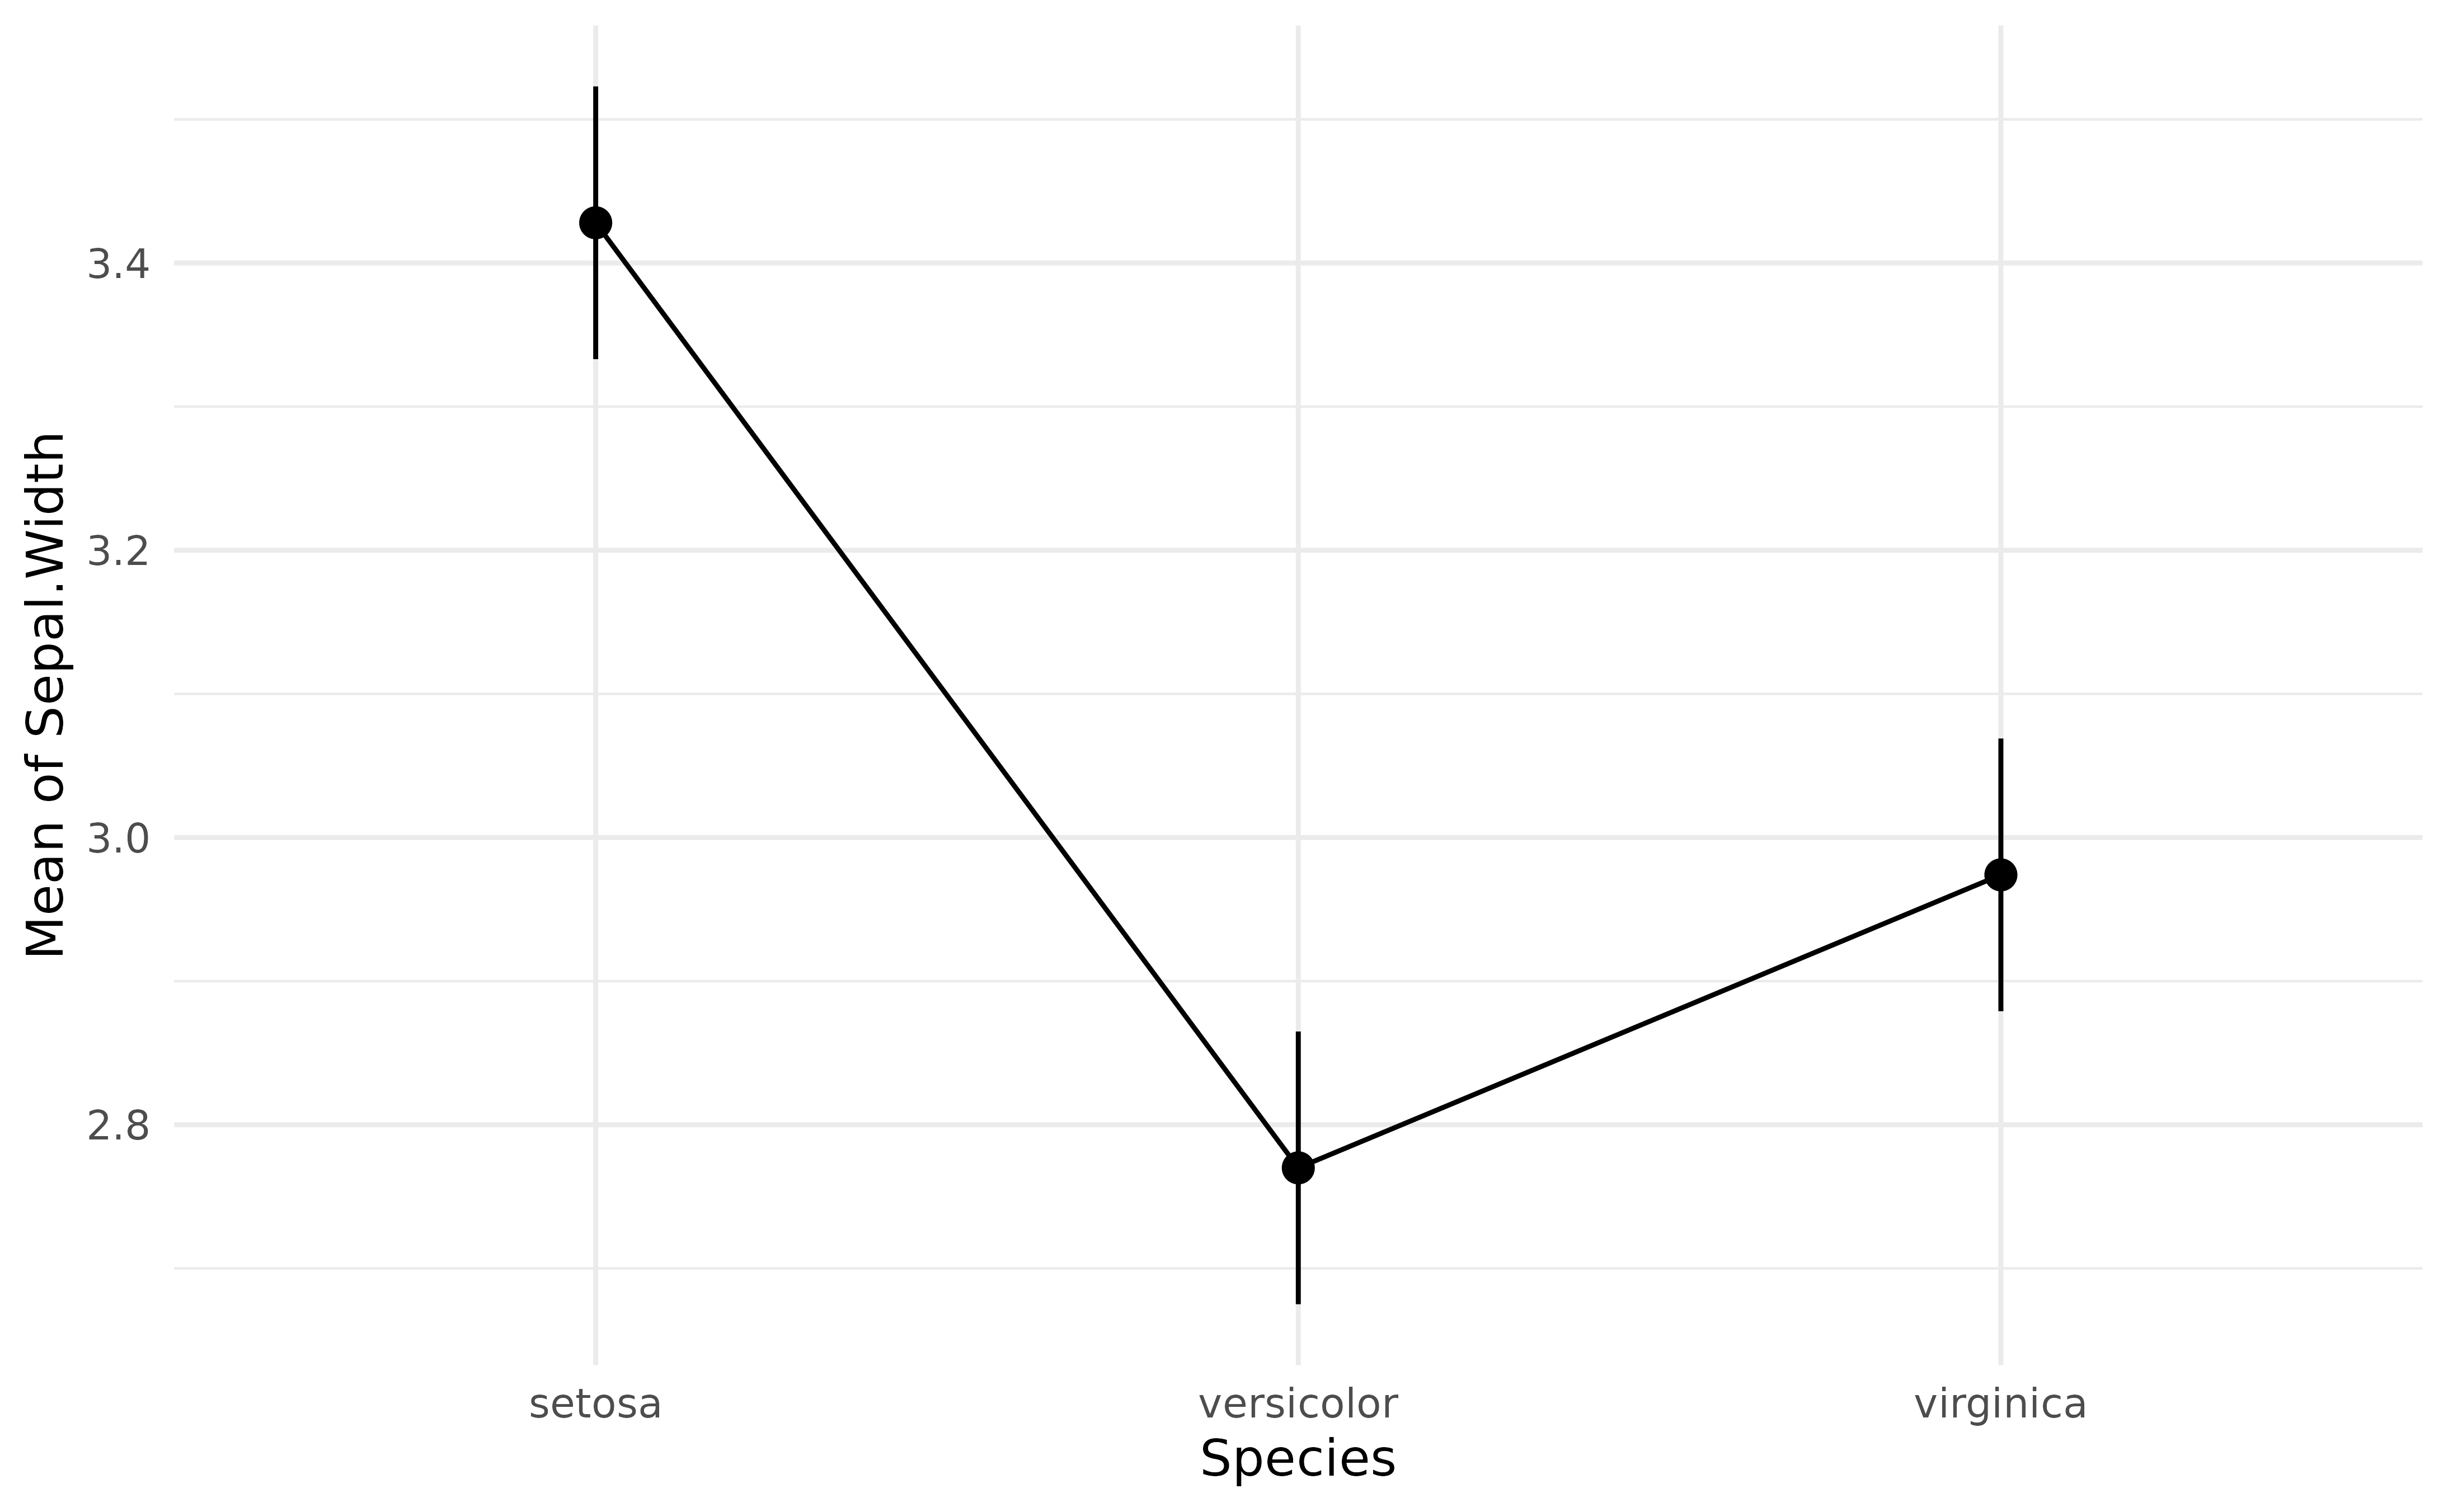 Mean of Sepal.Width
3.4
3.2
3.0
2.8
setosa versicolor virginica
Species